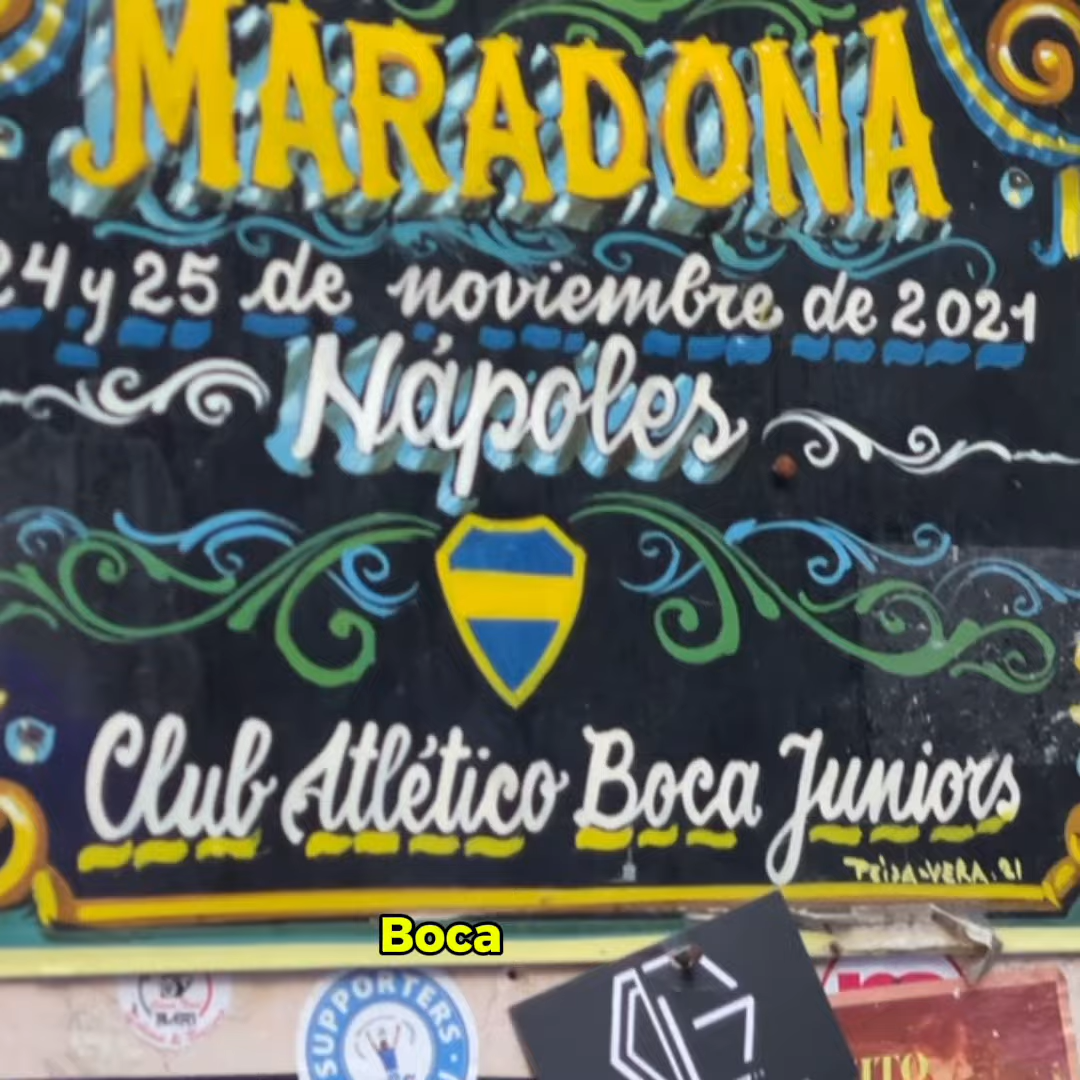 MARADONA
24 y 25 de noviembre de 2021
Nápoles
Club Atlético Boca Juniors
Boca
SUPPORTERS